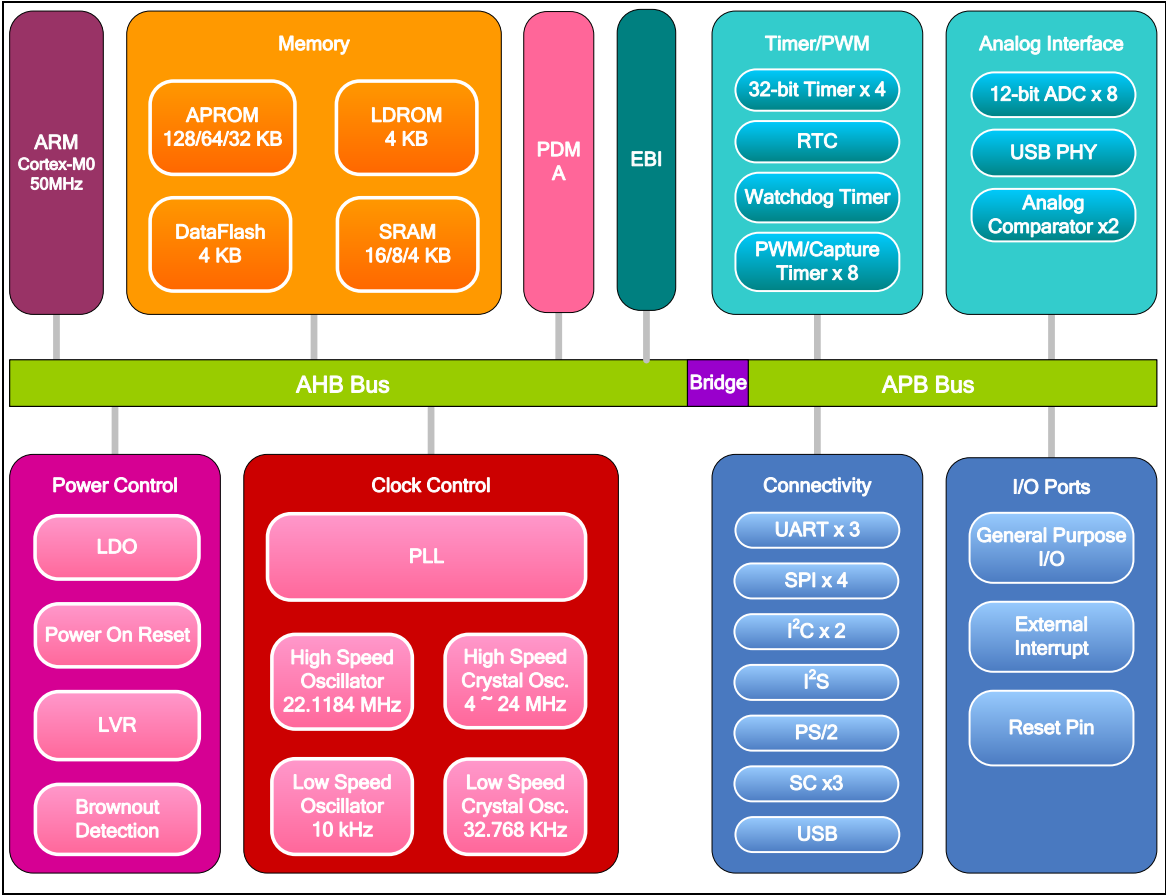 ARM
Cortex-M0
50MHz
Memory
APROM
128/64/32 KB
LDROM
4 KB
DataFlash
4 KB
SRAM
16/8/4 KB
PDM
A
EBI
Timer/PWM
32-bit Timer x 4
RTC
Watchdog Timer
PWM/Capture
Timer x 8
Analog Interface
12-bit ADC x 8
USB PHY
Analog
Comparator x2
AHB Bus
Bridge
APB Bus
Power Control
LDO
Power On Reset
LVR
Brownout
Detection
Clock Control
PLL
High Speed
Oscillator
22.1184 MHz
High Speed
Crystal Osc.
4 ~ 24 MHz
Low Speed
Oscillator
10 kHz
Low Speed
Crystal Osc.
32.768 KHz
Connectivity
UART x 3
SPI x 4
I²C x 2
I²S
PS/2
SC x3
USB
I/O Ports
General Purpose
I/O
External
Interrupt
Reset Pin